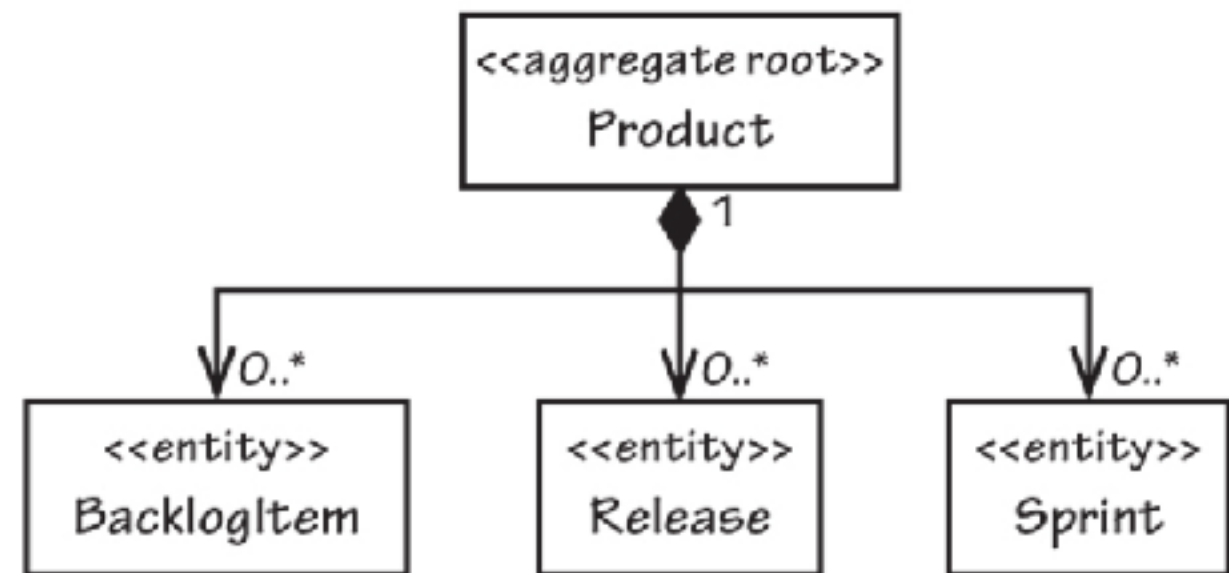 <<aggregate root>>
Product
1
0..*
0..*
0..*
<<entity>>
BacklogItem
<<entity>>
Release
<<entity>>
Sprint